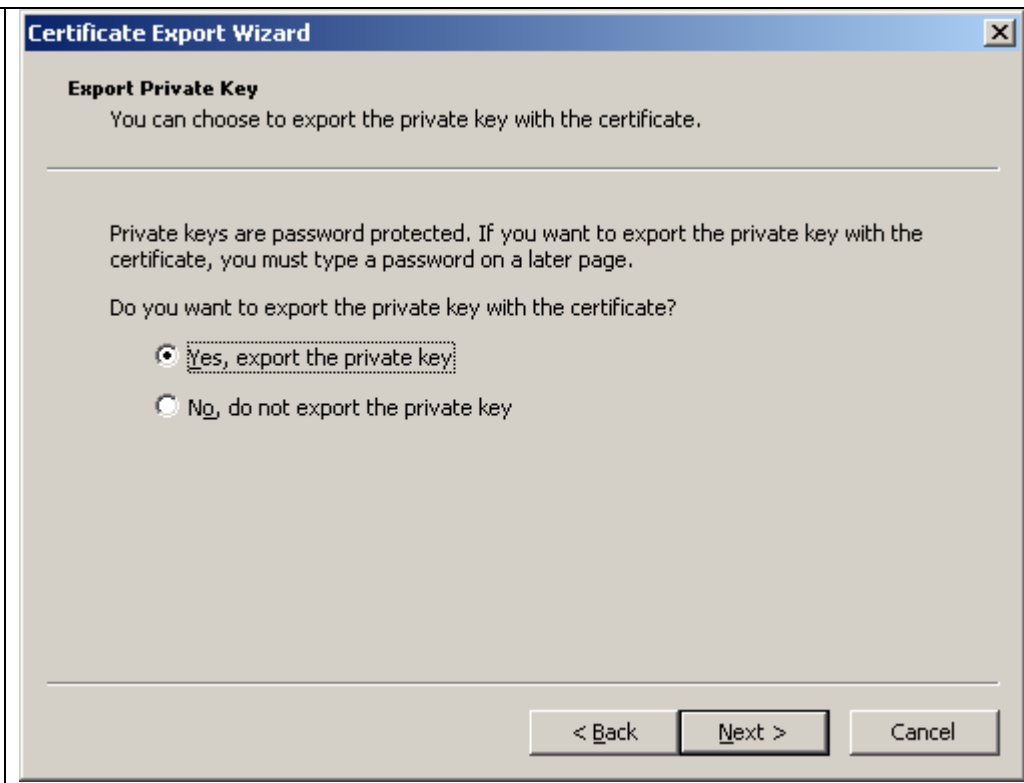 Certificate Export Wizard
Export Private Key
You can choose to export the private key with the certificate.
Private keys are password protected. If you want to export the private key with the
certificate, you must type a password on a later page.
Do you want to export the private key with the certificate?
Yes, export the private key
No, do not export the private key
< Back Next > Cancel